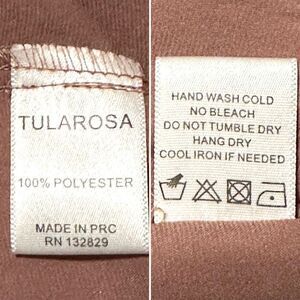 TULAROSA
100% POLYESTER
MADE IN PRC
RN 132829
HAND WASH COLD
NO BLEACH
DO NOT TUMBLE DRY
HANG DRY
COOL IRON IF NEEDED